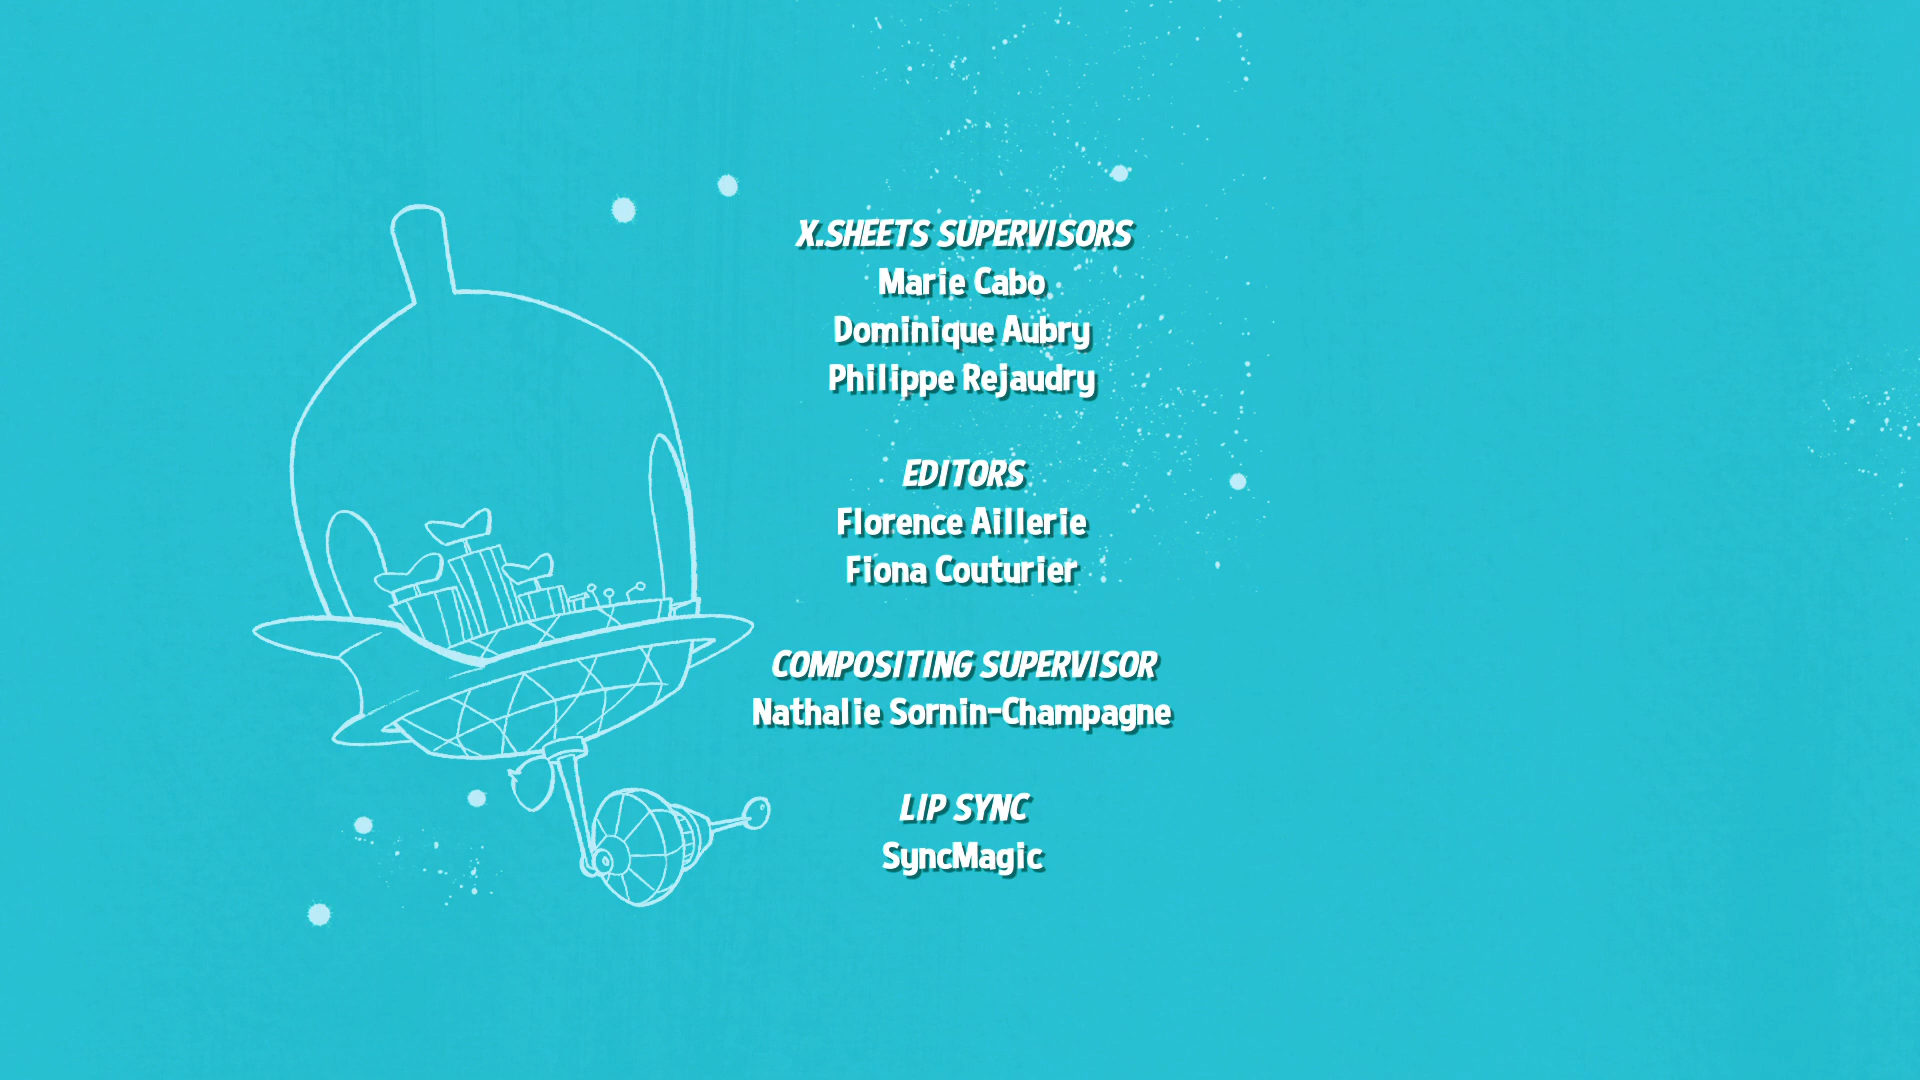 X.SHEETS SUPERVISORS
Marie Cabo
Dominique Aubry
Philippe Rejaudry
EDITORS
Florence Aillerie
Fiona Couturier
COMPOSITING SUPERVISOR
Nathalie Sornin-Champagne
LIP SYNC
SyncMagic